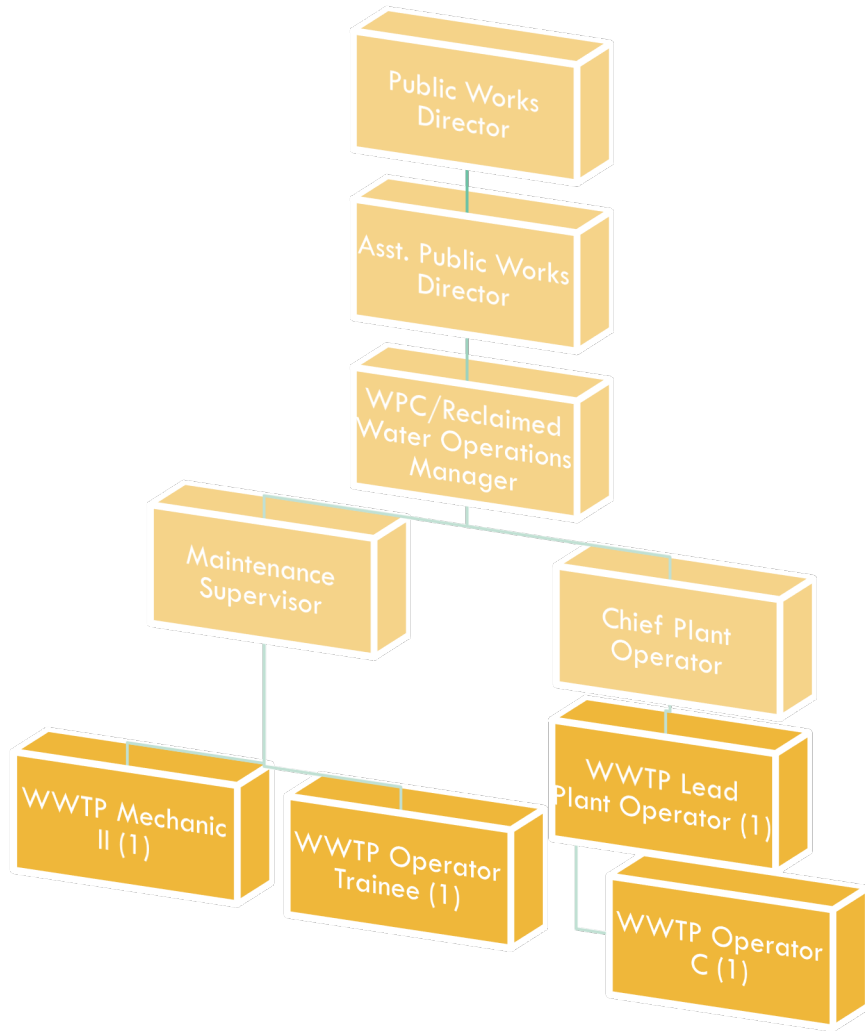 Public Works
Director
Asst. Public Works
Director
WPC/Reclaimed
Water Operations
Manager
Maintenance
Supervisor
Chief Plant
Operator
WWTP Mechanic
II (1)
WWTP Operator
Trainee (1)
WWTP Lead
Plant Operator (1)
WWTP Operator
C (1)